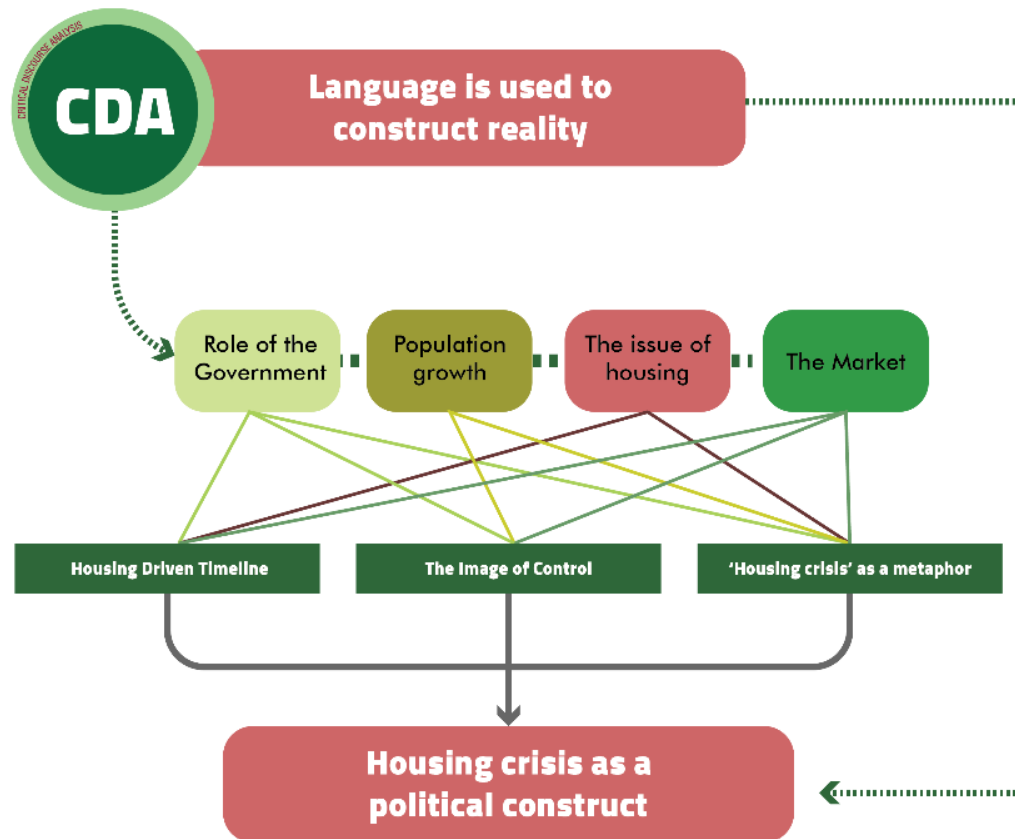 CRITICAL DISCOURSE ANALYSIS
CDA
Language is used to
construct reality
Role of the
Government
Population
growth
The issue of
housing
The Market
Housing Driven Timeline
The Image of Control
‘Housing crisis’ as a metaphor
Housing crisis as a
political construct